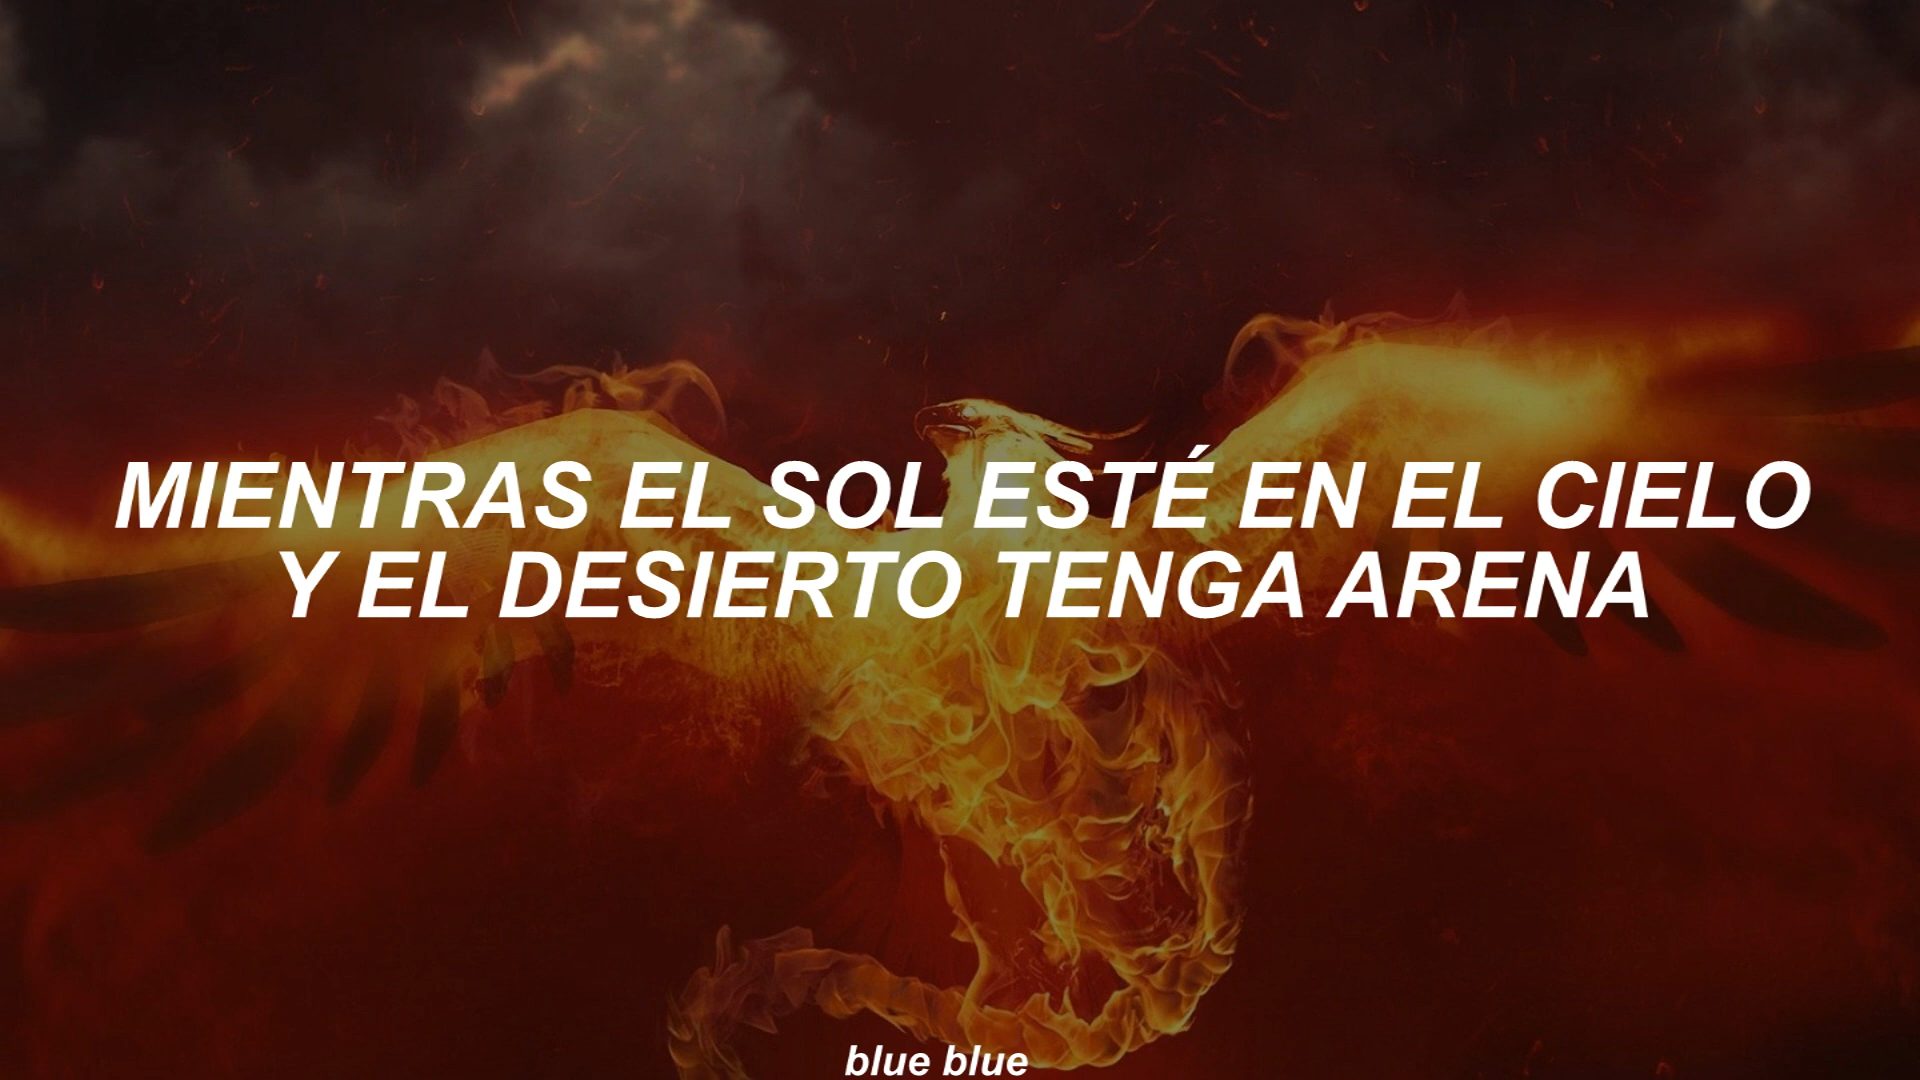 MIENTRAS EL SOL ESTÉ EN EL CIELO
Y EL DESIERTO TENGA ARENA
blue blue